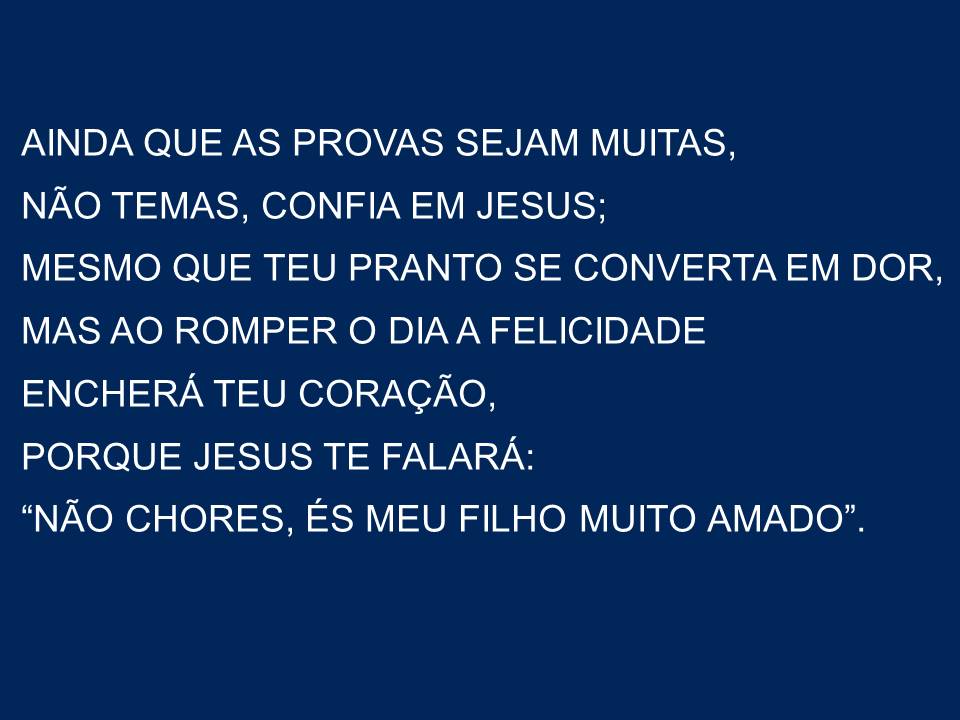 AINDA QUE AS PROVAS SEJAM MUITAS,
NÃO TEMAS, CONFIA EM JESUS;
MESMO QUE TEU PRANTO SE CONVERTA EM DOR,
MAS AO ROMPER O DIA A FELICIDADE
ENCHERÁ TEU CORAÇÃO,
PORQUE JESUS TE FALARÁ:
“NÃO CHORES, ÉS MEU FILHO MUITO AMADO”.